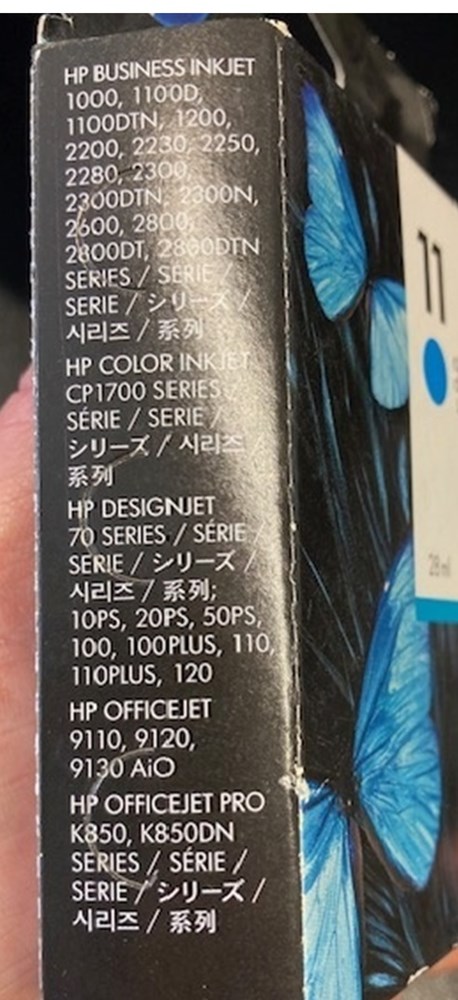 HP BUSINESS INKJET
1000, 1100D,
1100DTN, 1200,
2200, 2230, 2250,
2280, 2300,
2300DTN, 2300N,
2600, 2800,
2800DT, 2800DTN
SERIES / SÉRIE /
SERIE / シリーズ /
시리즈 / 系列
HP COLOR INKJET
CP1700 SERIES /
SÉRIE / SERIE /
シリーズ / 시리즈 /
系列
HP DESIGNJET
70 SERIES / SÉRIE /
SERIE / シリーズ /
시리즈 / 系列;
10PS, 20PS, 50PS,
100, 100PLUS, 110,
110PLUS, 120
HP OFFICEJET
9110, 9120,
9130 AiO
HP OFFICEJET PRO
K850, K850DN
SERIES / SÉRIE /
SERIE / シリーズ /
시리즈 / 系列
11
28 ml